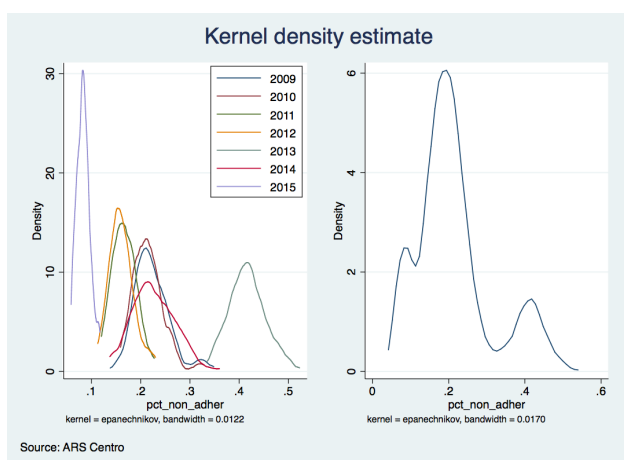 Kernel density estimate
30
20
10
0
Density
2009
2010
2011
2012
2013
2014
2015
.1 .2 .3 .4 .5
pct_non_adher
kernel = epanechnikov, bandwidth = 0.0122
6
4
2
0
Density
0 .2 .4 .6
pct_non_adher
kernel = epanechnikov, bandwidth = 0.0170
Source: ARS Centro